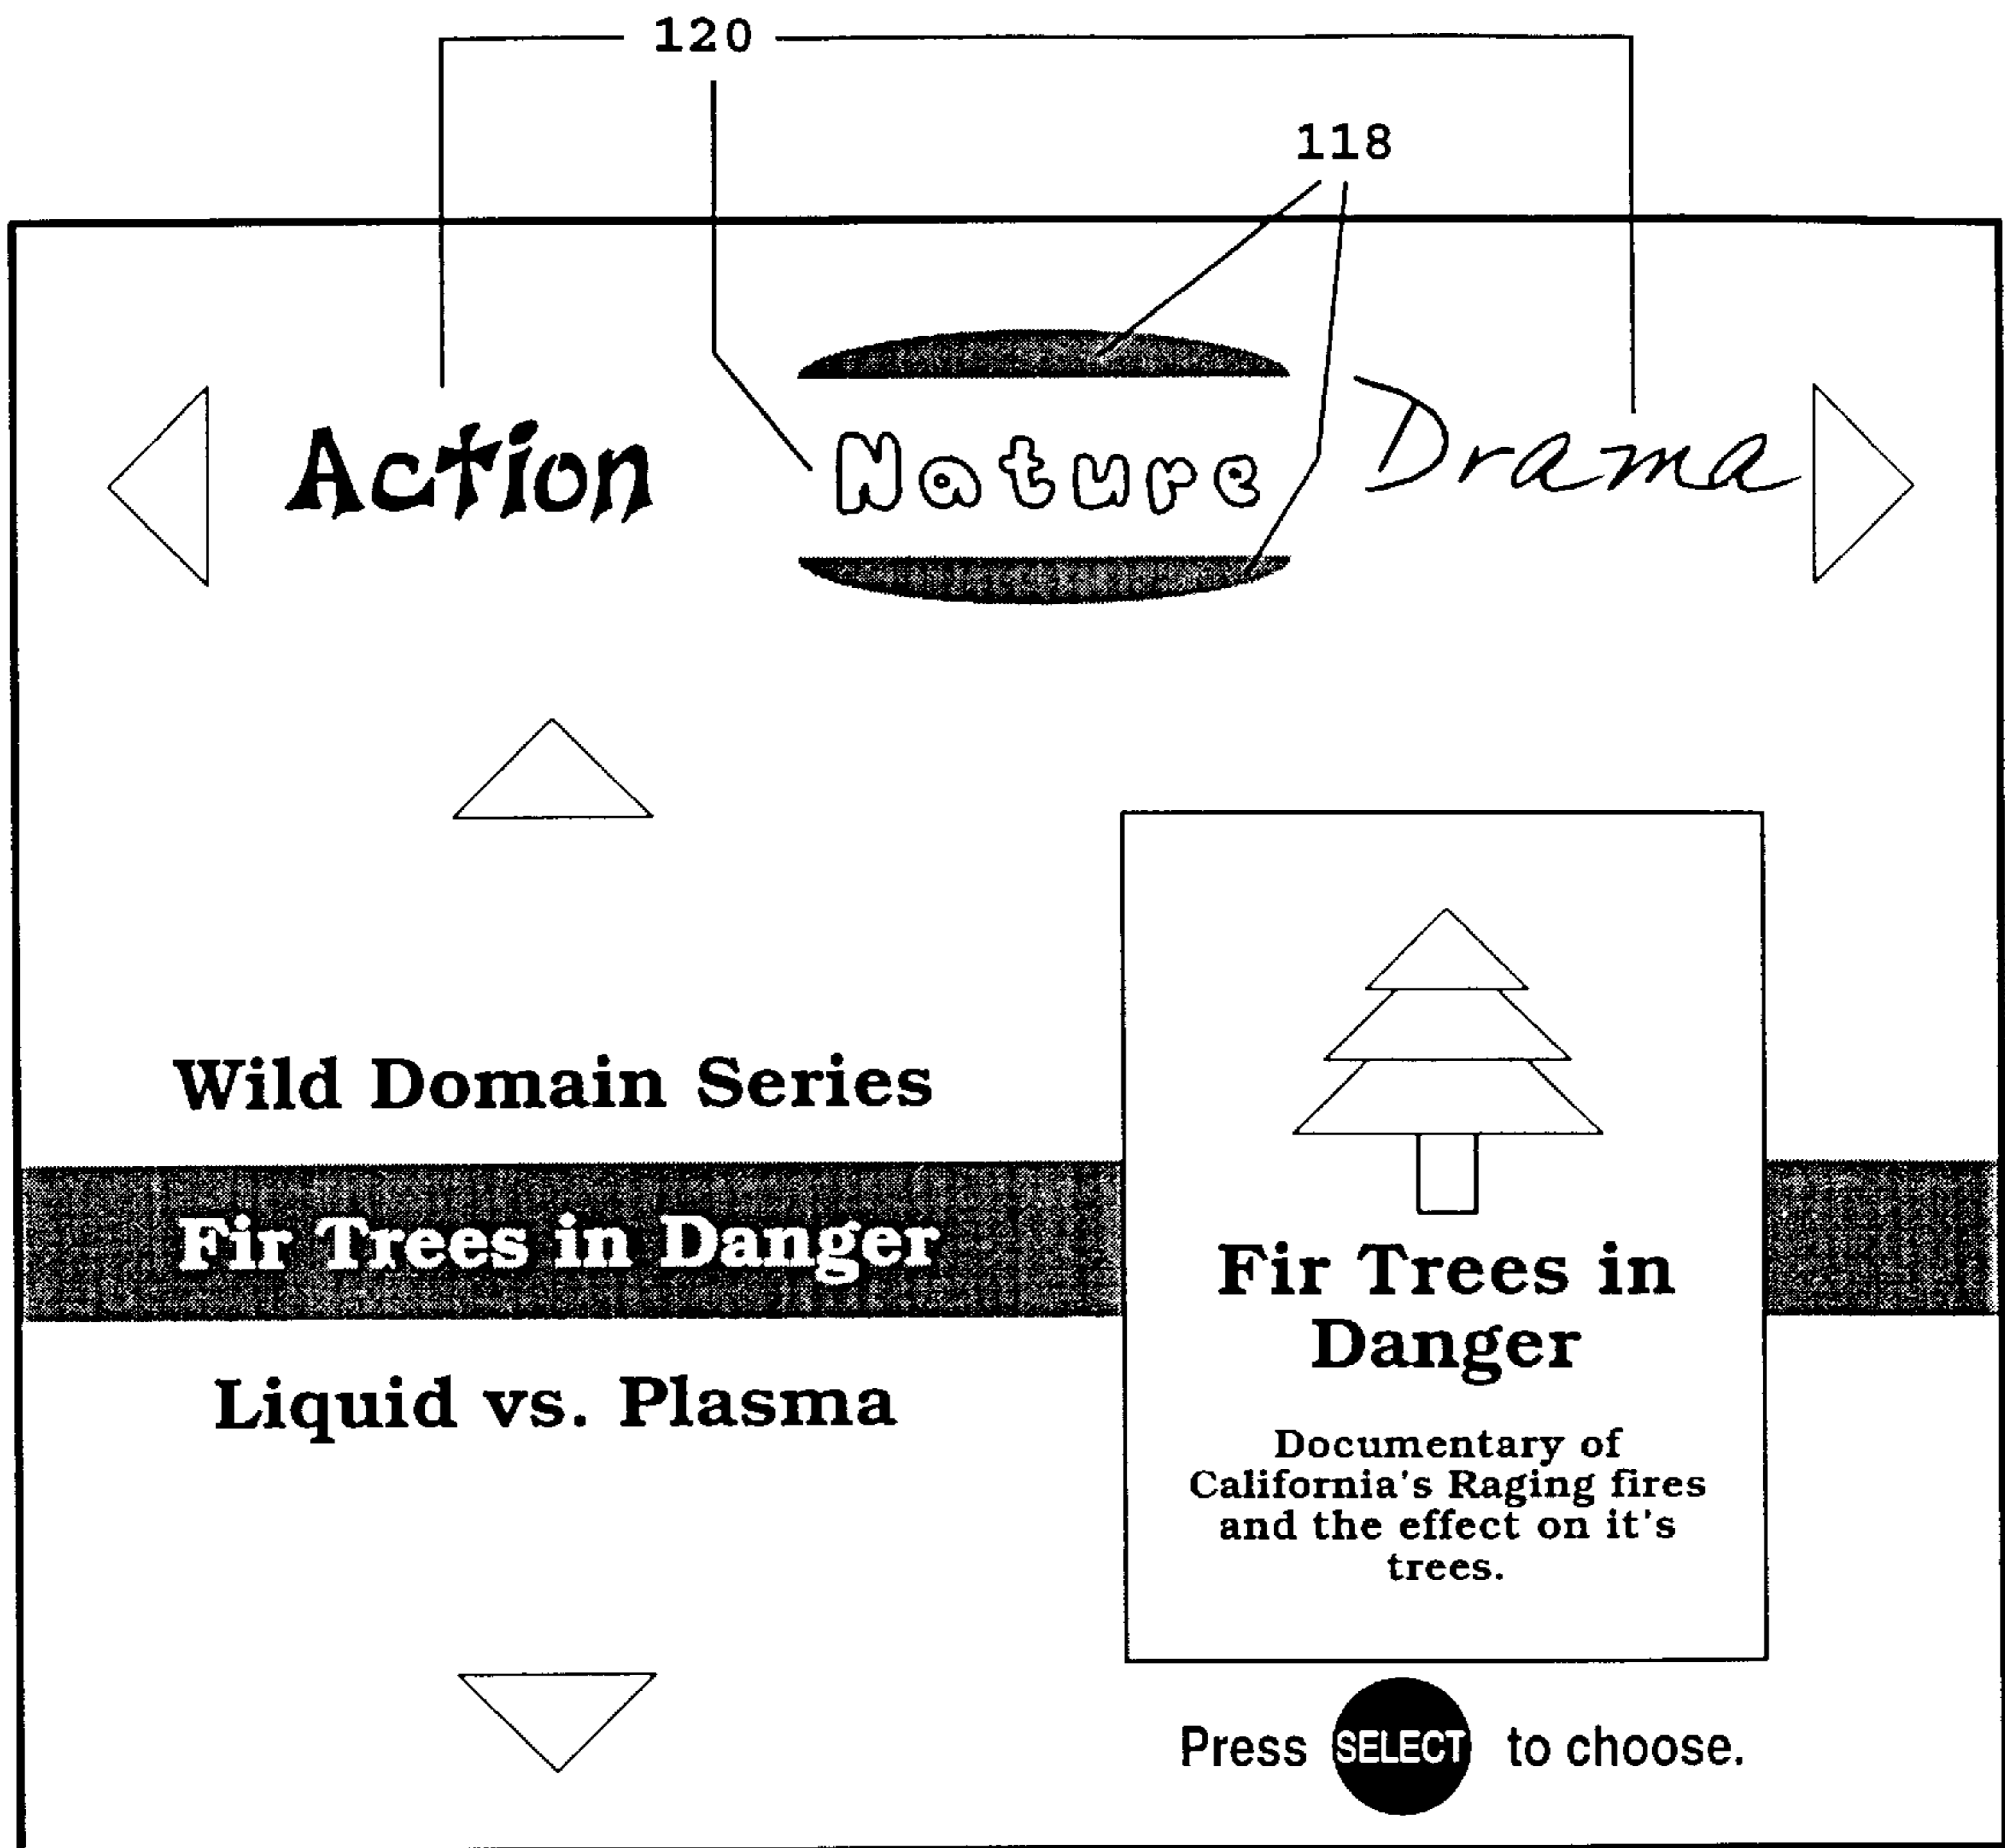 120
118
Action Nature Drama
Wild Domain Series
Fir Trees in Danger
Liquid vs. Plasma
Fir Trees in
Danger
Documentary of
California's Raging fires
and the effect on it's
trees.
Press SELECT to choose.